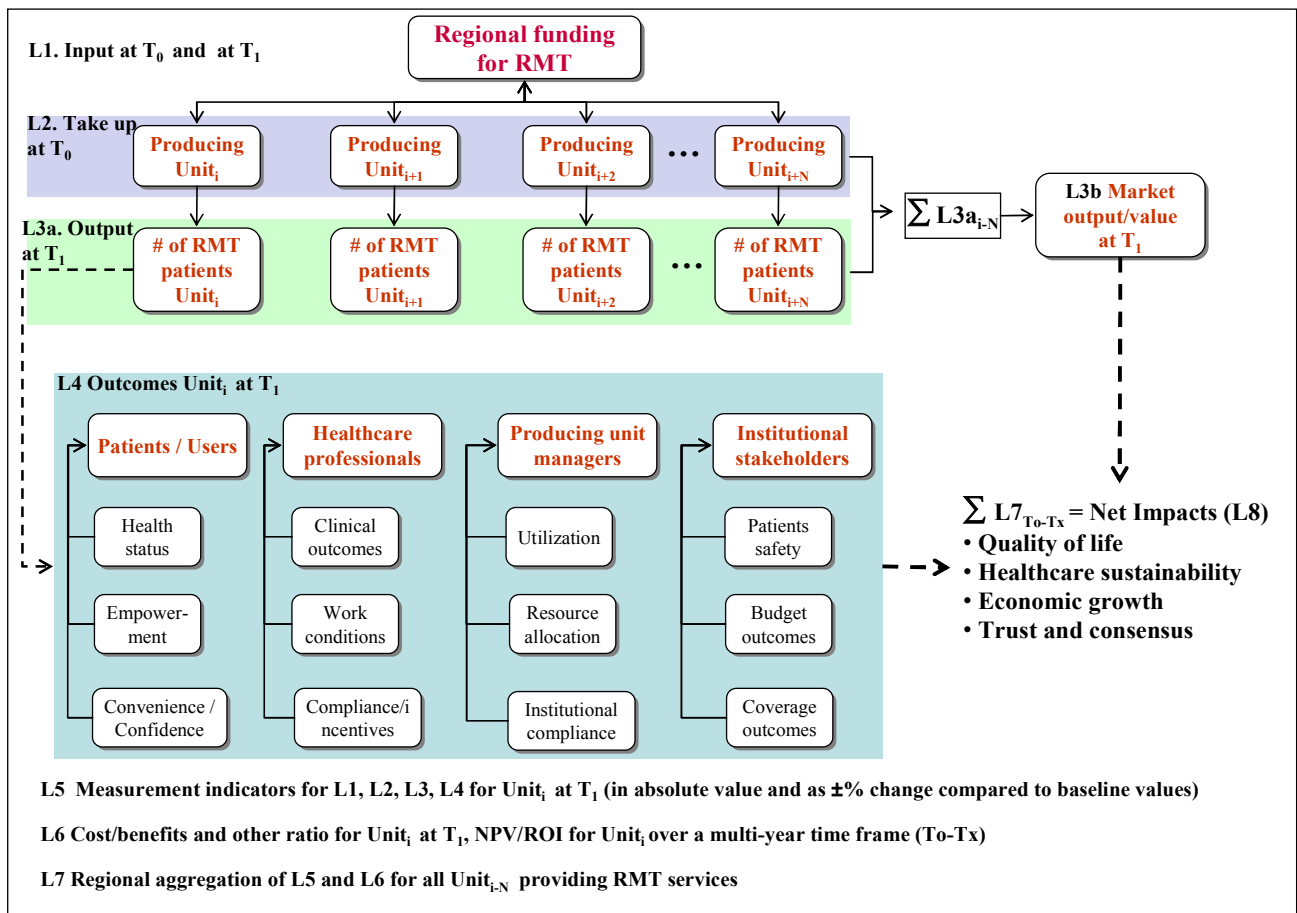 L1. Input at T0 and at T1
Regional funding
for RMT
L2. Take up
at T0
Producing
Uniti
Producing
Uniti+1
Producing
Uniti+2
...
Producing
Uniti+N
L3a. Output
at T1
# of RMT
patients
Uniti
# of RMT
patients
Uniti+1
# of RMT
patients
Uniti+2
...
# of RMT
patients
Uniti+N
∑ L3ai-N
L3b Market
output/value
at T1
L4 Outcomes Uniti at T1
Patients / Users
Health
status
Empower-
ment
Convenience /
Confidence
Healthcare
professionals
Clinical
outcomes
Work
conditions
Compliance/i
ncentives
Producing unit
managers
Utilization
Resource
allocation
Institutional
compliance
Institutional
stakeholders
Patients
safety
Budget
outcomes
Coverage
outcomes
∑ L7To-Tx = Net Impacts (L8)
• Quality of life
• Healthcare sustainability
• Economic growth
• Trust and consensus
L5 Measurement indicators for L1, L2, L3, L4 for Uniti at T1 (in absolute value and as ±% change compared to baseline values)
L6 Cost/benefits and other ratio for Uniti at T1, NPV/ROI for Uniti over a multi-year time frame (To-Tx)
L7 Regional aggregation of L5 and L6 for all Uniti-N providing RMT services